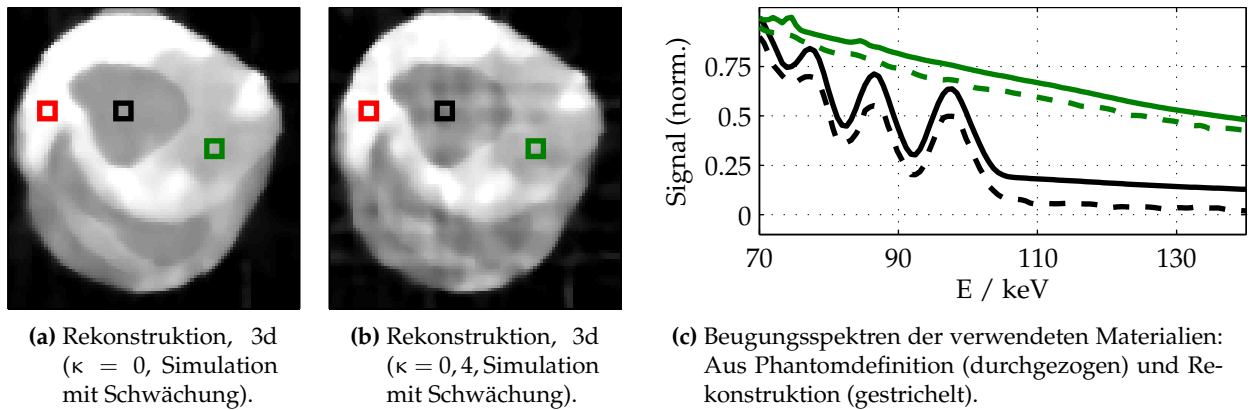 Signal (norm.)
0.75
0.5
0.25
0
70
90
110
130
E / keV
(a) Rekonstruktion, 3d
(κ = 0, Simulation
mit Schwächung).
(b) Rekonstruktion, 3d
(κ = 0,4, Simulation
mit Schwächung).
(c) Beugungsspektren der verwendeten Materialien:
Aus Phantomdefinition (durchgezogen) und Re-
konstruktion (gestrichelt).